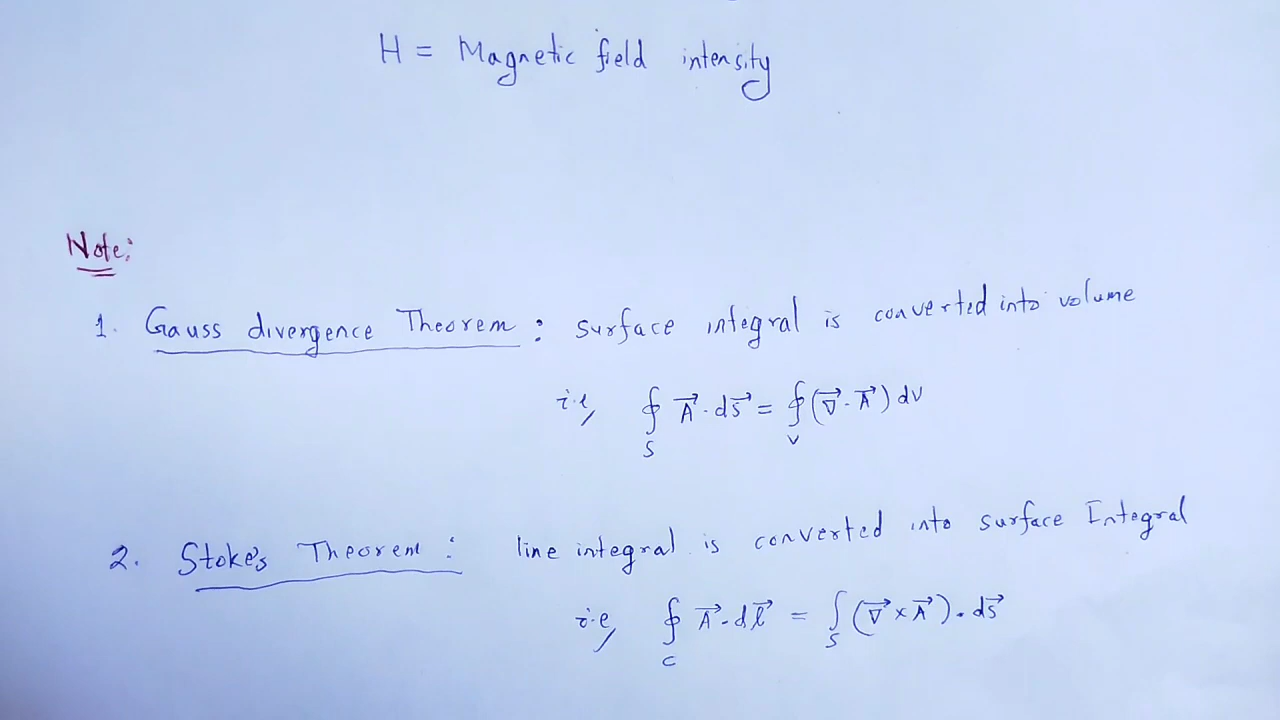 H = Magnetic field intensity
Note:
1. Gauss divergence Theorem : surface integral is converted into volume
i.e, ∮_S A⃗ · ds⃗ = ∮_V (∇⃗ · A⃗) dv
2. Stoke's Theorem : line integral is converted into surface Integral
i.e, ∮_C A⃗ · dl⃗ = ∫_S (∇⃗ × A⃗) · ds⃗